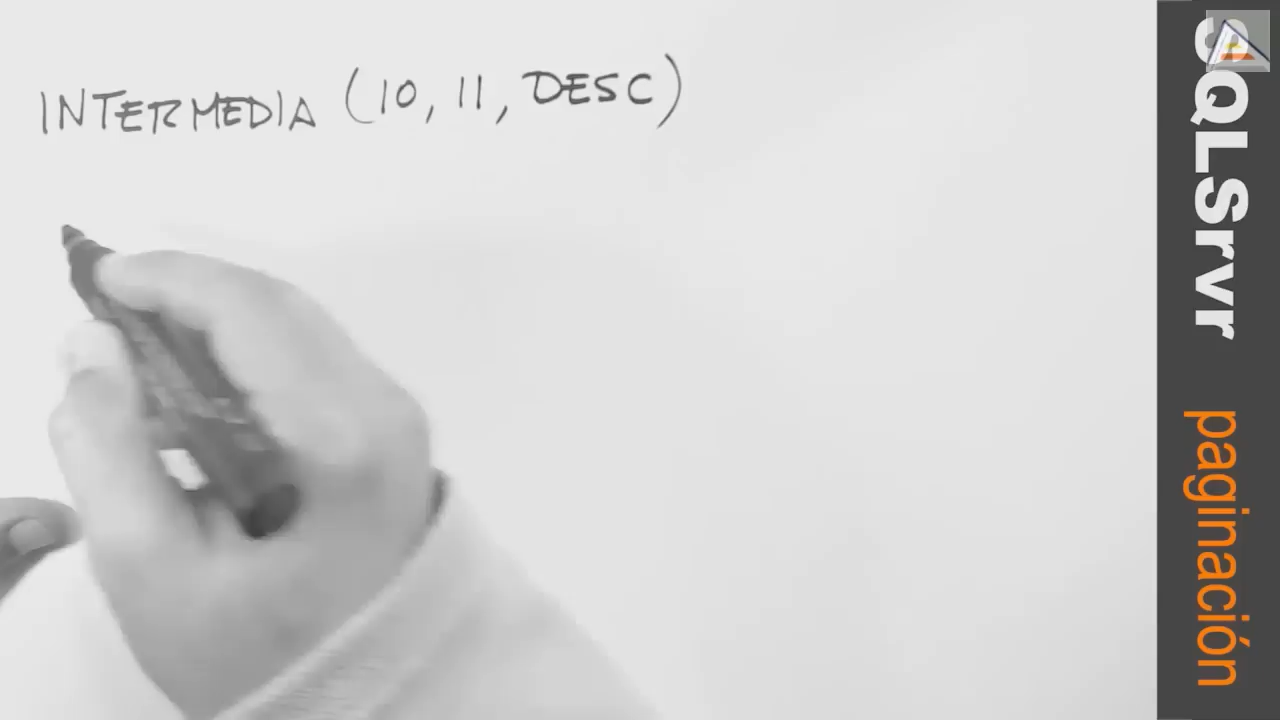 INTERMEDIA (10, 11, DESC)
SQLSrvr paginación